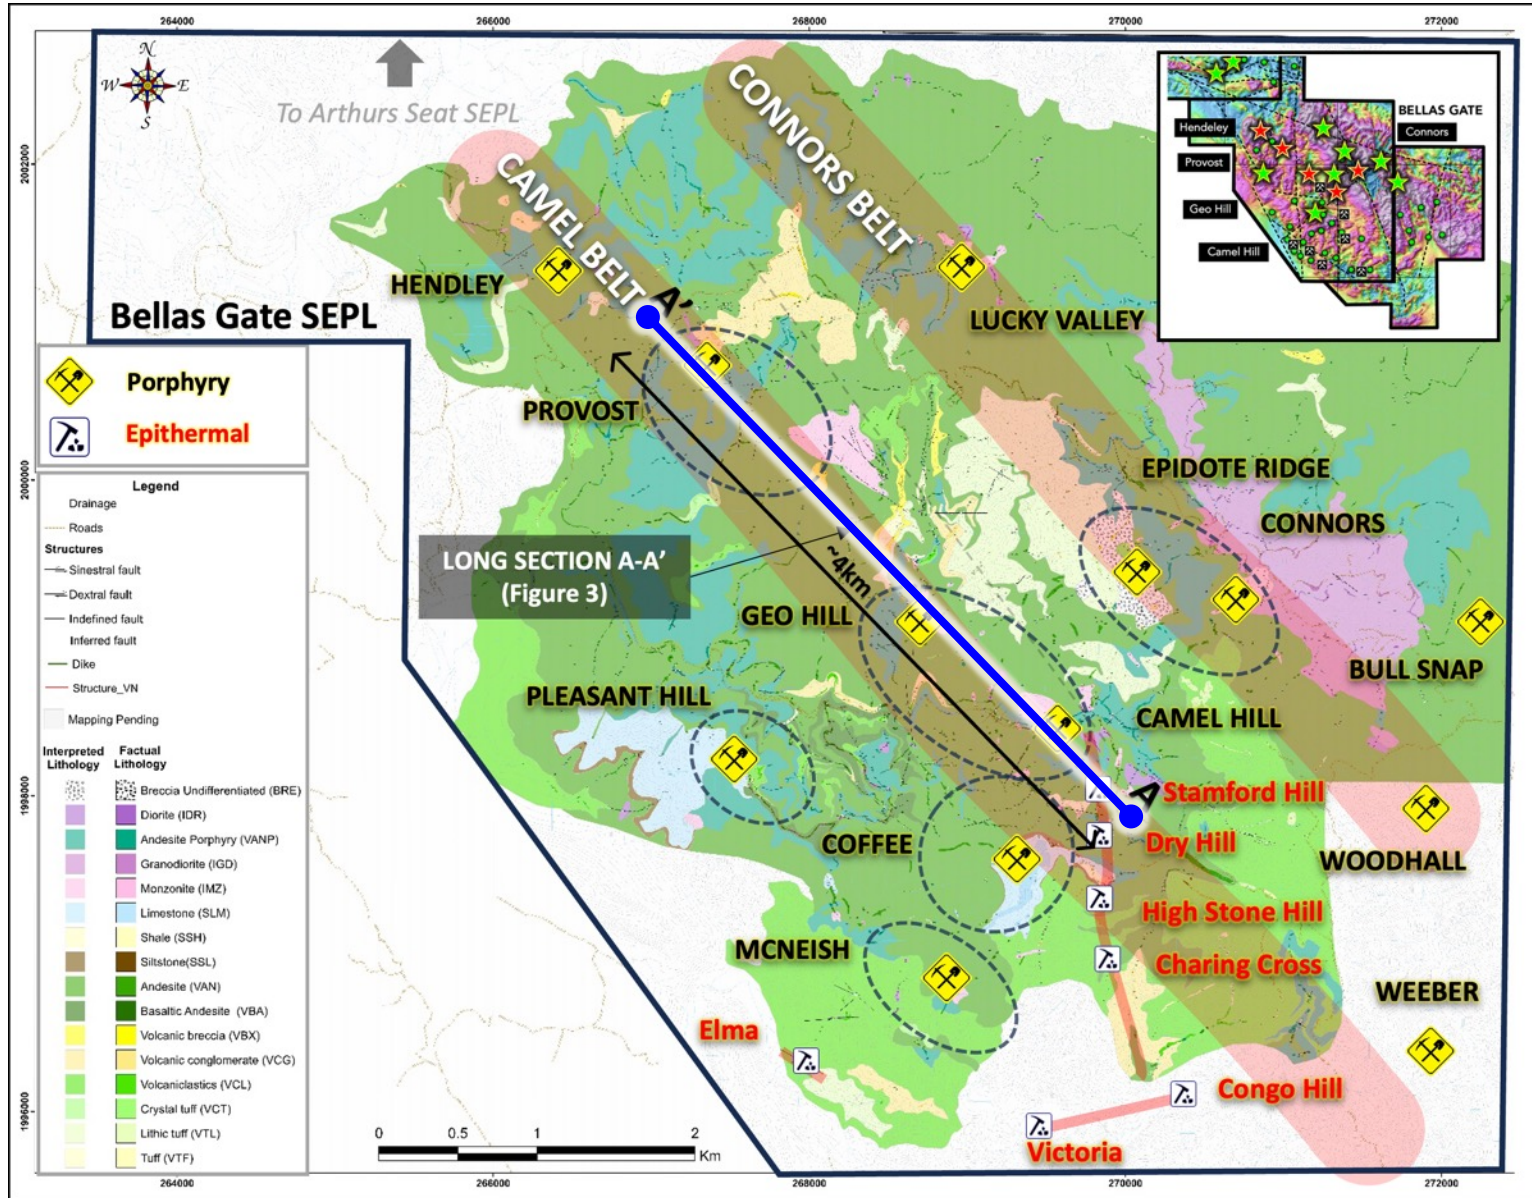 264000
266000
268000
270000
272000
N
W
E
S
To Arthurs Seat SEPL
CONNORS BELT
CAMEL BELT
BELLAS GATE
Hendeley
Connors
Provost
Geo Hill
Camel Hill
2002000
2000000
1998000
1996000
HENDLEY
A'
LUCKY VALLEY
Bellas Gate SEPL
Porphyry
Epithermal
PROVOST
EPIDOTE RIDGE
CONNORS
LONG SECTION A-A'
(Figure 3)
~4km
GEO HILL
BULL SNAP
PLEASANT HILL
CAMEL HILL
A
Stamford Hill
Dry Hill
COFFEE
WOODHALL
High Stone Hill
MCNEISH
Charing Cross
WEEBER
Elma
Congo Hill
Victoria
Legend
Drainage
Roads
Structures
Sinestral fault
Dextral fault
Indefined fault
Inferred fault
Dike
Structure_VN
Mapping Pending
Interpreted
Lithology
Factual
Lithology
Breccia Undifferentiated (BRE)
Diorite (IDR)
Andesite Porphyry (VANP)
Granodiorite (IGD)
Monzonite (IMZ)
Limestone (SLM)
Shale (SSH)
Siltstone(SSL)
Andesite (VAN)
Basaltic Andesite (VBA)
Volcanic breccia (VBX)
Volcanic conglomerate (VCG)
Volcaniclastics (VCL)
Crystal tuff (VCT)
Lithic tuff (VTL)
Tuff (VTF)
0 0.5 1 2
Km
264000
266000
268000
270000
272000